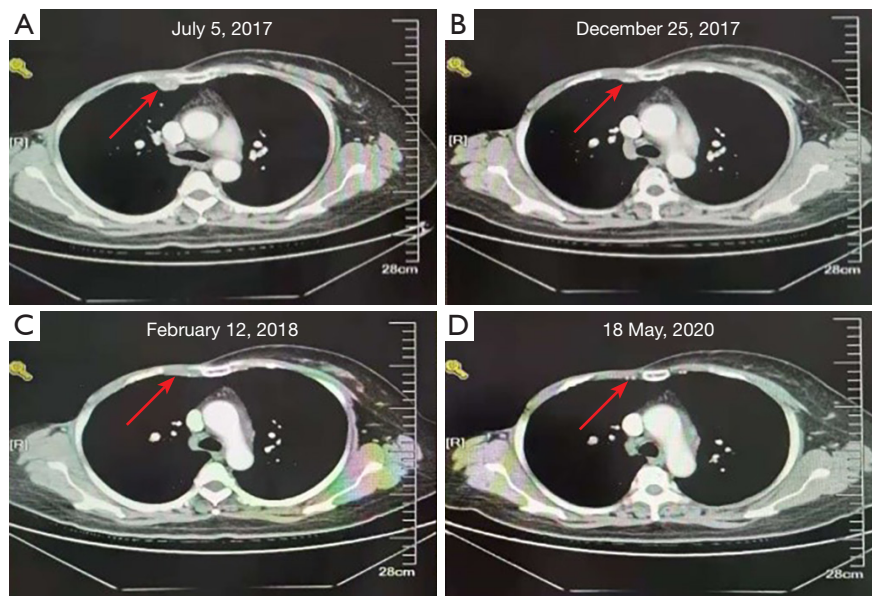 A
July 5, 2017
[R]
28cm
B
December 25, 2017
[R]
28cm
C
February 12, 2018
[R]
28cm
D
18 May, 2020
[R]
28cm